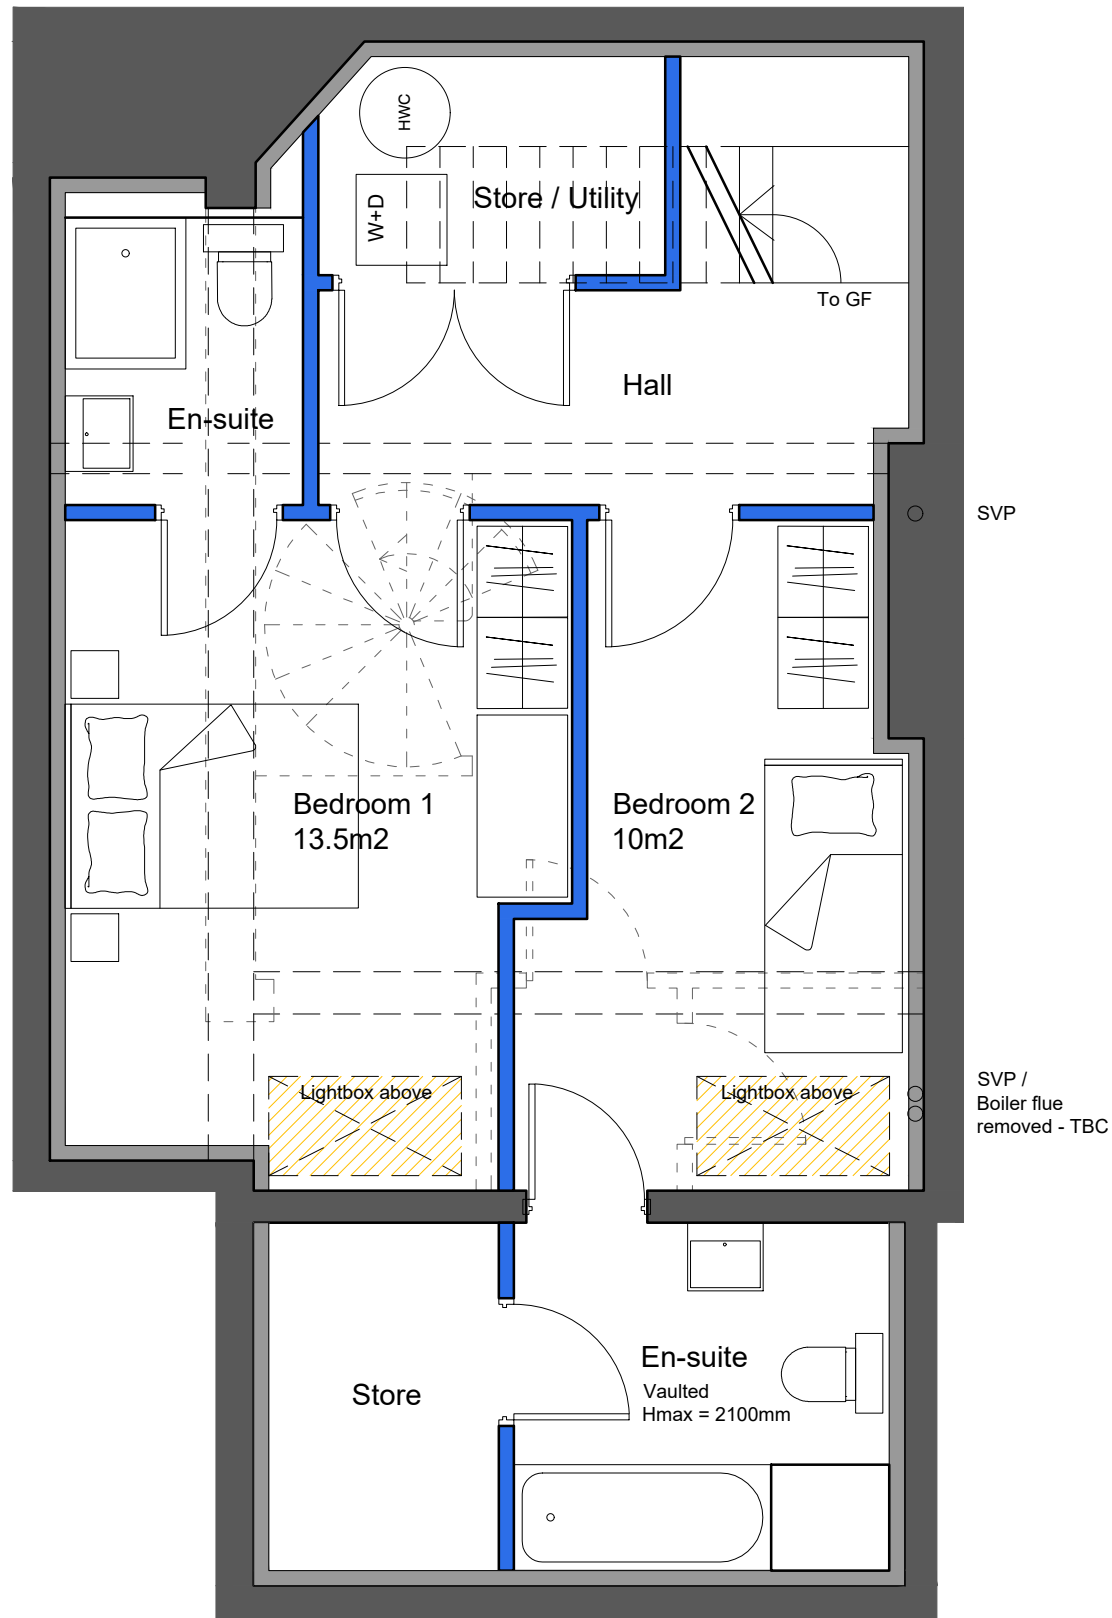 HWC
W+D
Store / Utility
To GF
Hall
En-suite
SVP
Bedroom 1
13.5m2
Bedroom 2
10m2
Lightbox above
Lightbox above
SVP /
Boiler flue
removed - TBC
En-suite
Vaulted
Hmax = 2100mm
Store